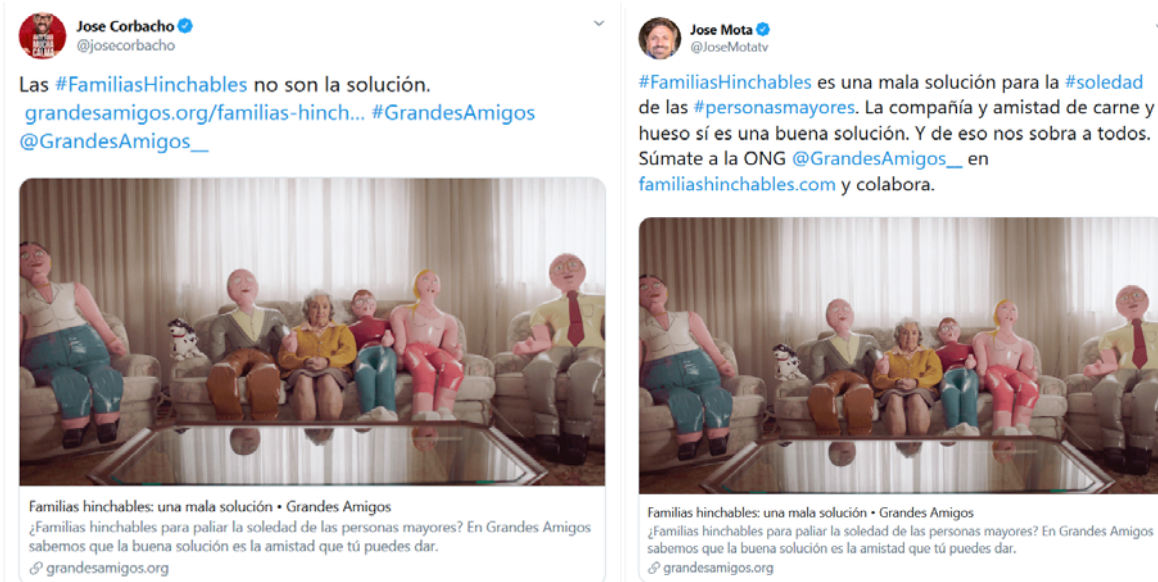 Jose Corbacho
@josecorbacho
Las #FamiliasHinchables no son la solución.
grandesamigos.org/familias-hinch... #GrandesAmigos
@GrandesAmigos__
Familias hinchables: una mala solución • Grandes Amigos
¿Familias hinchables para paliar la soledad de las personas mayores? En Grandes Amigos
sabemos que la buena solución es la amistad que tú puedes dar.
grandesamigos.org
Jose Mota
@JoseMotatv
#FamiliasHinchables es una mala solución para la #soledad
de las #personasmayores. La compañía y amistad de carne y
hueso sí es una buena solución. Y de eso nos sobra a todos.
Súmate a la ONG @GrandesAmigos__ en
familiashinchables.com y colabora.
Familias hinchables: una mala solución • Grandes Amigos
¿Familias hinchables para paliar la soledad de las personas mayores? En Grandes Amigos
sabemos que la buena solución es la amistad que tú puedes dar.
grandesamigos.org